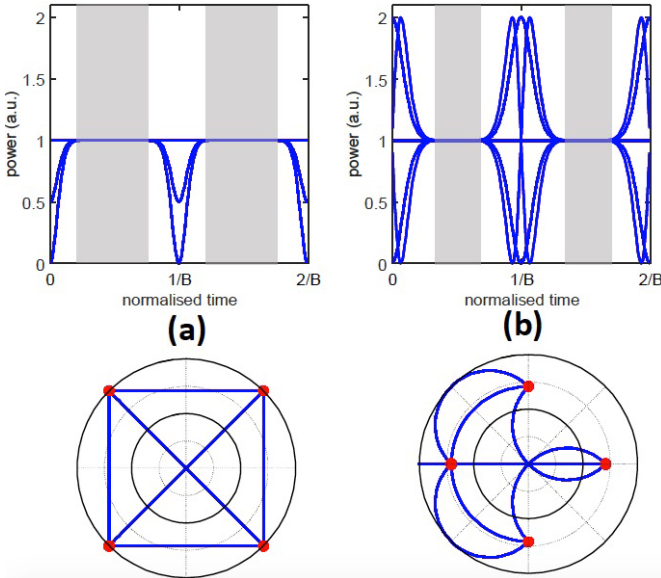 2
1.5
1
0.5
0
power (a.u.)
0
1/B
2/B
normalised time
(a)
2
1.5
1
0.5
0
power (a.u.)
0
1/B
2/B
normalised time
(b)